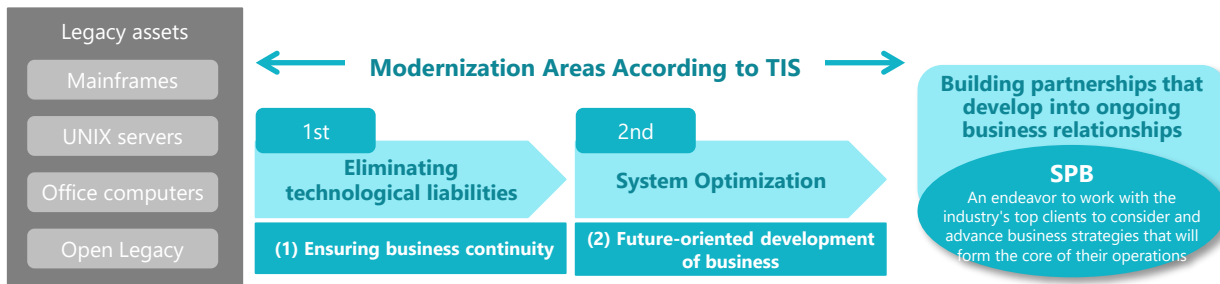 Legacy assets
Mainframes
UNIX servers
Office computers
Open Legacy
Modernization Areas According to TIS
1st
Eliminating
technological liabilities
(1) Ensuring business continuity
2nd
System Optimization
(2) Future-oriented development
of business
Building partnerships that
develop into ongoing
business relationships
SPB
An endeavor to work with the
industry's top clients to consider and
advance business strategies that will
form the core of their operations